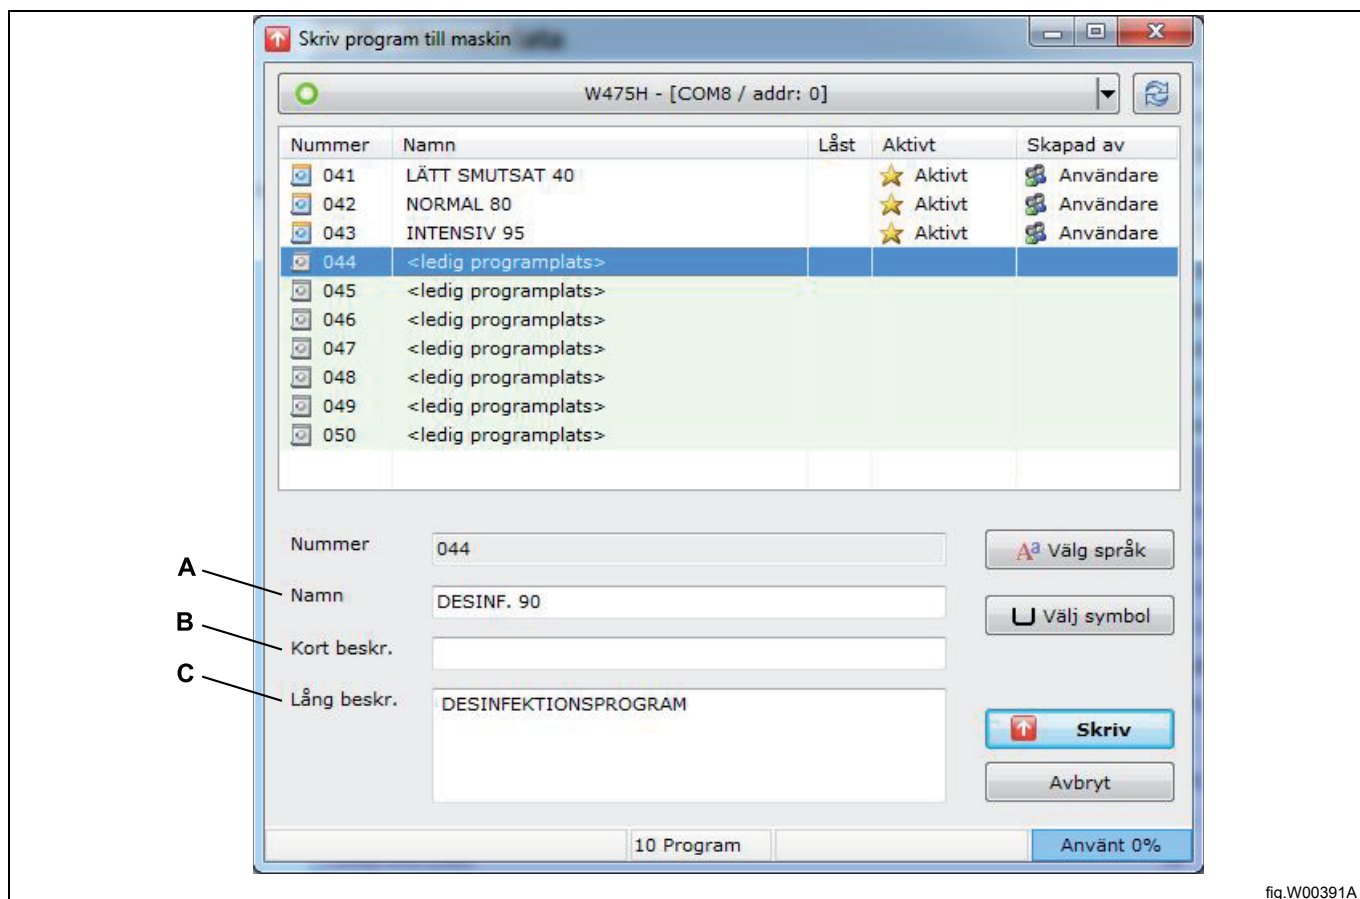 Skriv program till maskin
W475H - [COM8 / addr: 0]
Nummer Namn Låst Aktivt Skapad av
041 LÄTT SMUTSAT 40 Aktivt Användare
042 NORMAL 80 Aktivt Användare
043 INTENSIV 95 Aktivt Användare
044 <ledig programplats>
045 <ledig programplats>
046 <ledig programplats>
047 <ledig programplats>
048 <ledig programplats>
049 <ledig programplats>
050 <ledig programplats>
Nummer 044 Aa Välg språk
A Namn DESINF. 90 Välj symbol
B Kort beskr.
C Lång beskr. DESINFEKTIONSPROGRAM
Skriv
Avbryt
10 Program Använt 0%
fig.W00391A